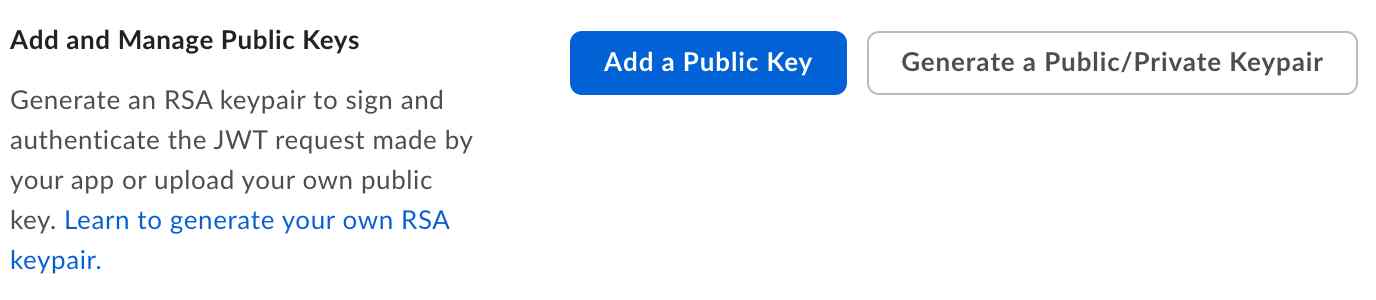 Add and Manage Public Keys
Add a Public Key
Generate a Public/Private Keypair
Generate an RSA keypair to sign and
authenticate the JWT request made by
your app or upload your own public
key. Learn to generate your own RSA
keypair.